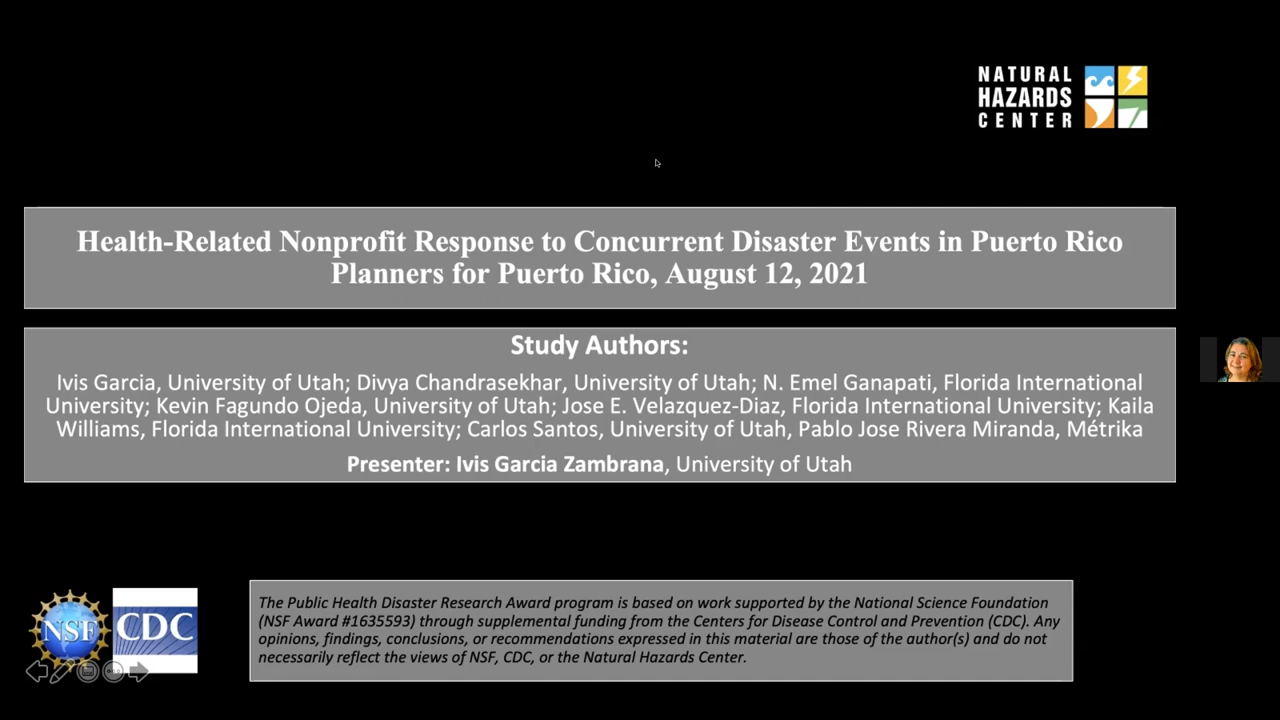 NATURAL
HAZARDS
CENTER
Health-Related Nonprofit Response to Concurrent Disaster Events in Puerto Rico
Planners for Puerto Rico, August 12, 2021
Study Authors:
Ivis Garcia, University of Utah; Divya Chandrasekhar, University of Utah; N. Emel Ganapati, Florida International
University; Kevin Fagundo Ojeda, University of Utah; Jose E. Velazquez-Diaz, Florida International University; Kaila
Williams, Florida International University; Carlos Santos, University of Utah, Pablo Jose Rivera Miranda, Métrika
Presenter: Ivis Garcia Zambrana, University of Utah
NSF
CDC
The Public Health Disaster Research Award program is based on work supported by the National Science Foundation
(NSF Award #1635593) through supplemental funding from the Centers for Disease Control and Prevention (CDC). Any
opinions, findings, conclusions, or recommendations expressed in this material are those of the author(s) and do not
necessarily reflect the views of NSF, CDC, or the Natural Hazards Center.